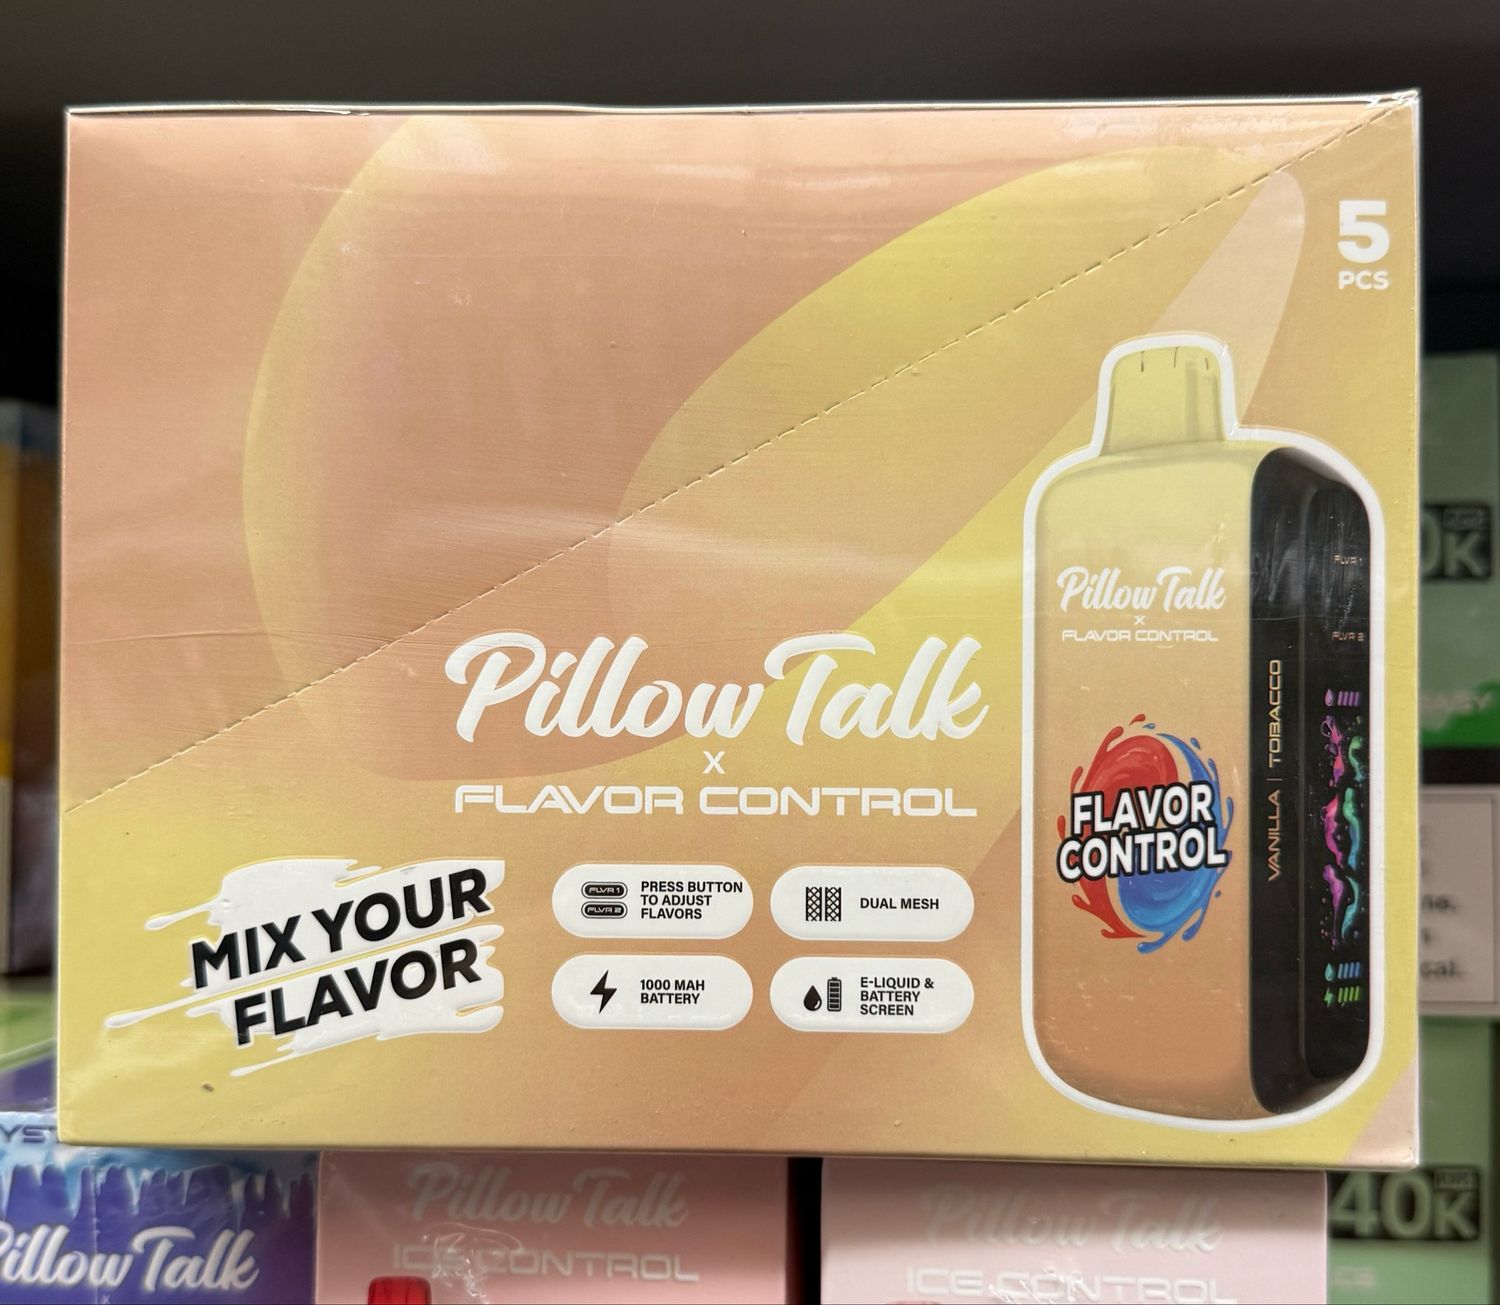 5
PCS
Pillow Talk
X
FLAVOR CONTROL
MIX YOUR
FLAVOR
FLVR 1
FLVR 2
PRESS BUTTON
TO ADJUST
FLAVORS
DUAL MESH
1000 MAH
BATTERY
E-LIQUID &
BATTERY
SCREEN
Pillow Talk
X
FLAVOR CONTROL
FLAVOR
CONTROL
VANILLA | TOBACCO
FLVR 1
FLVR 2
Pillow Talk
Pillow Talk
ICE CONTROL
Pillow Talk
ICE CONTROL
40K